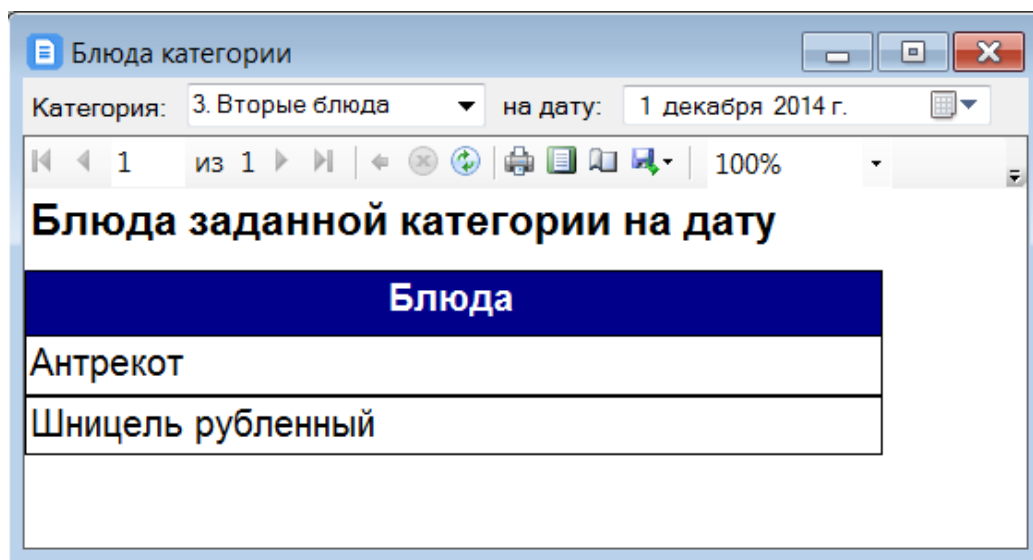 Блюда категории
Категория: 3. Вторые блюда на дату: 1 декабря 2014 г.
1 из 1 100%
Блюда заданной категории на дату
Блюда
Антрекот
Шницель рубленный